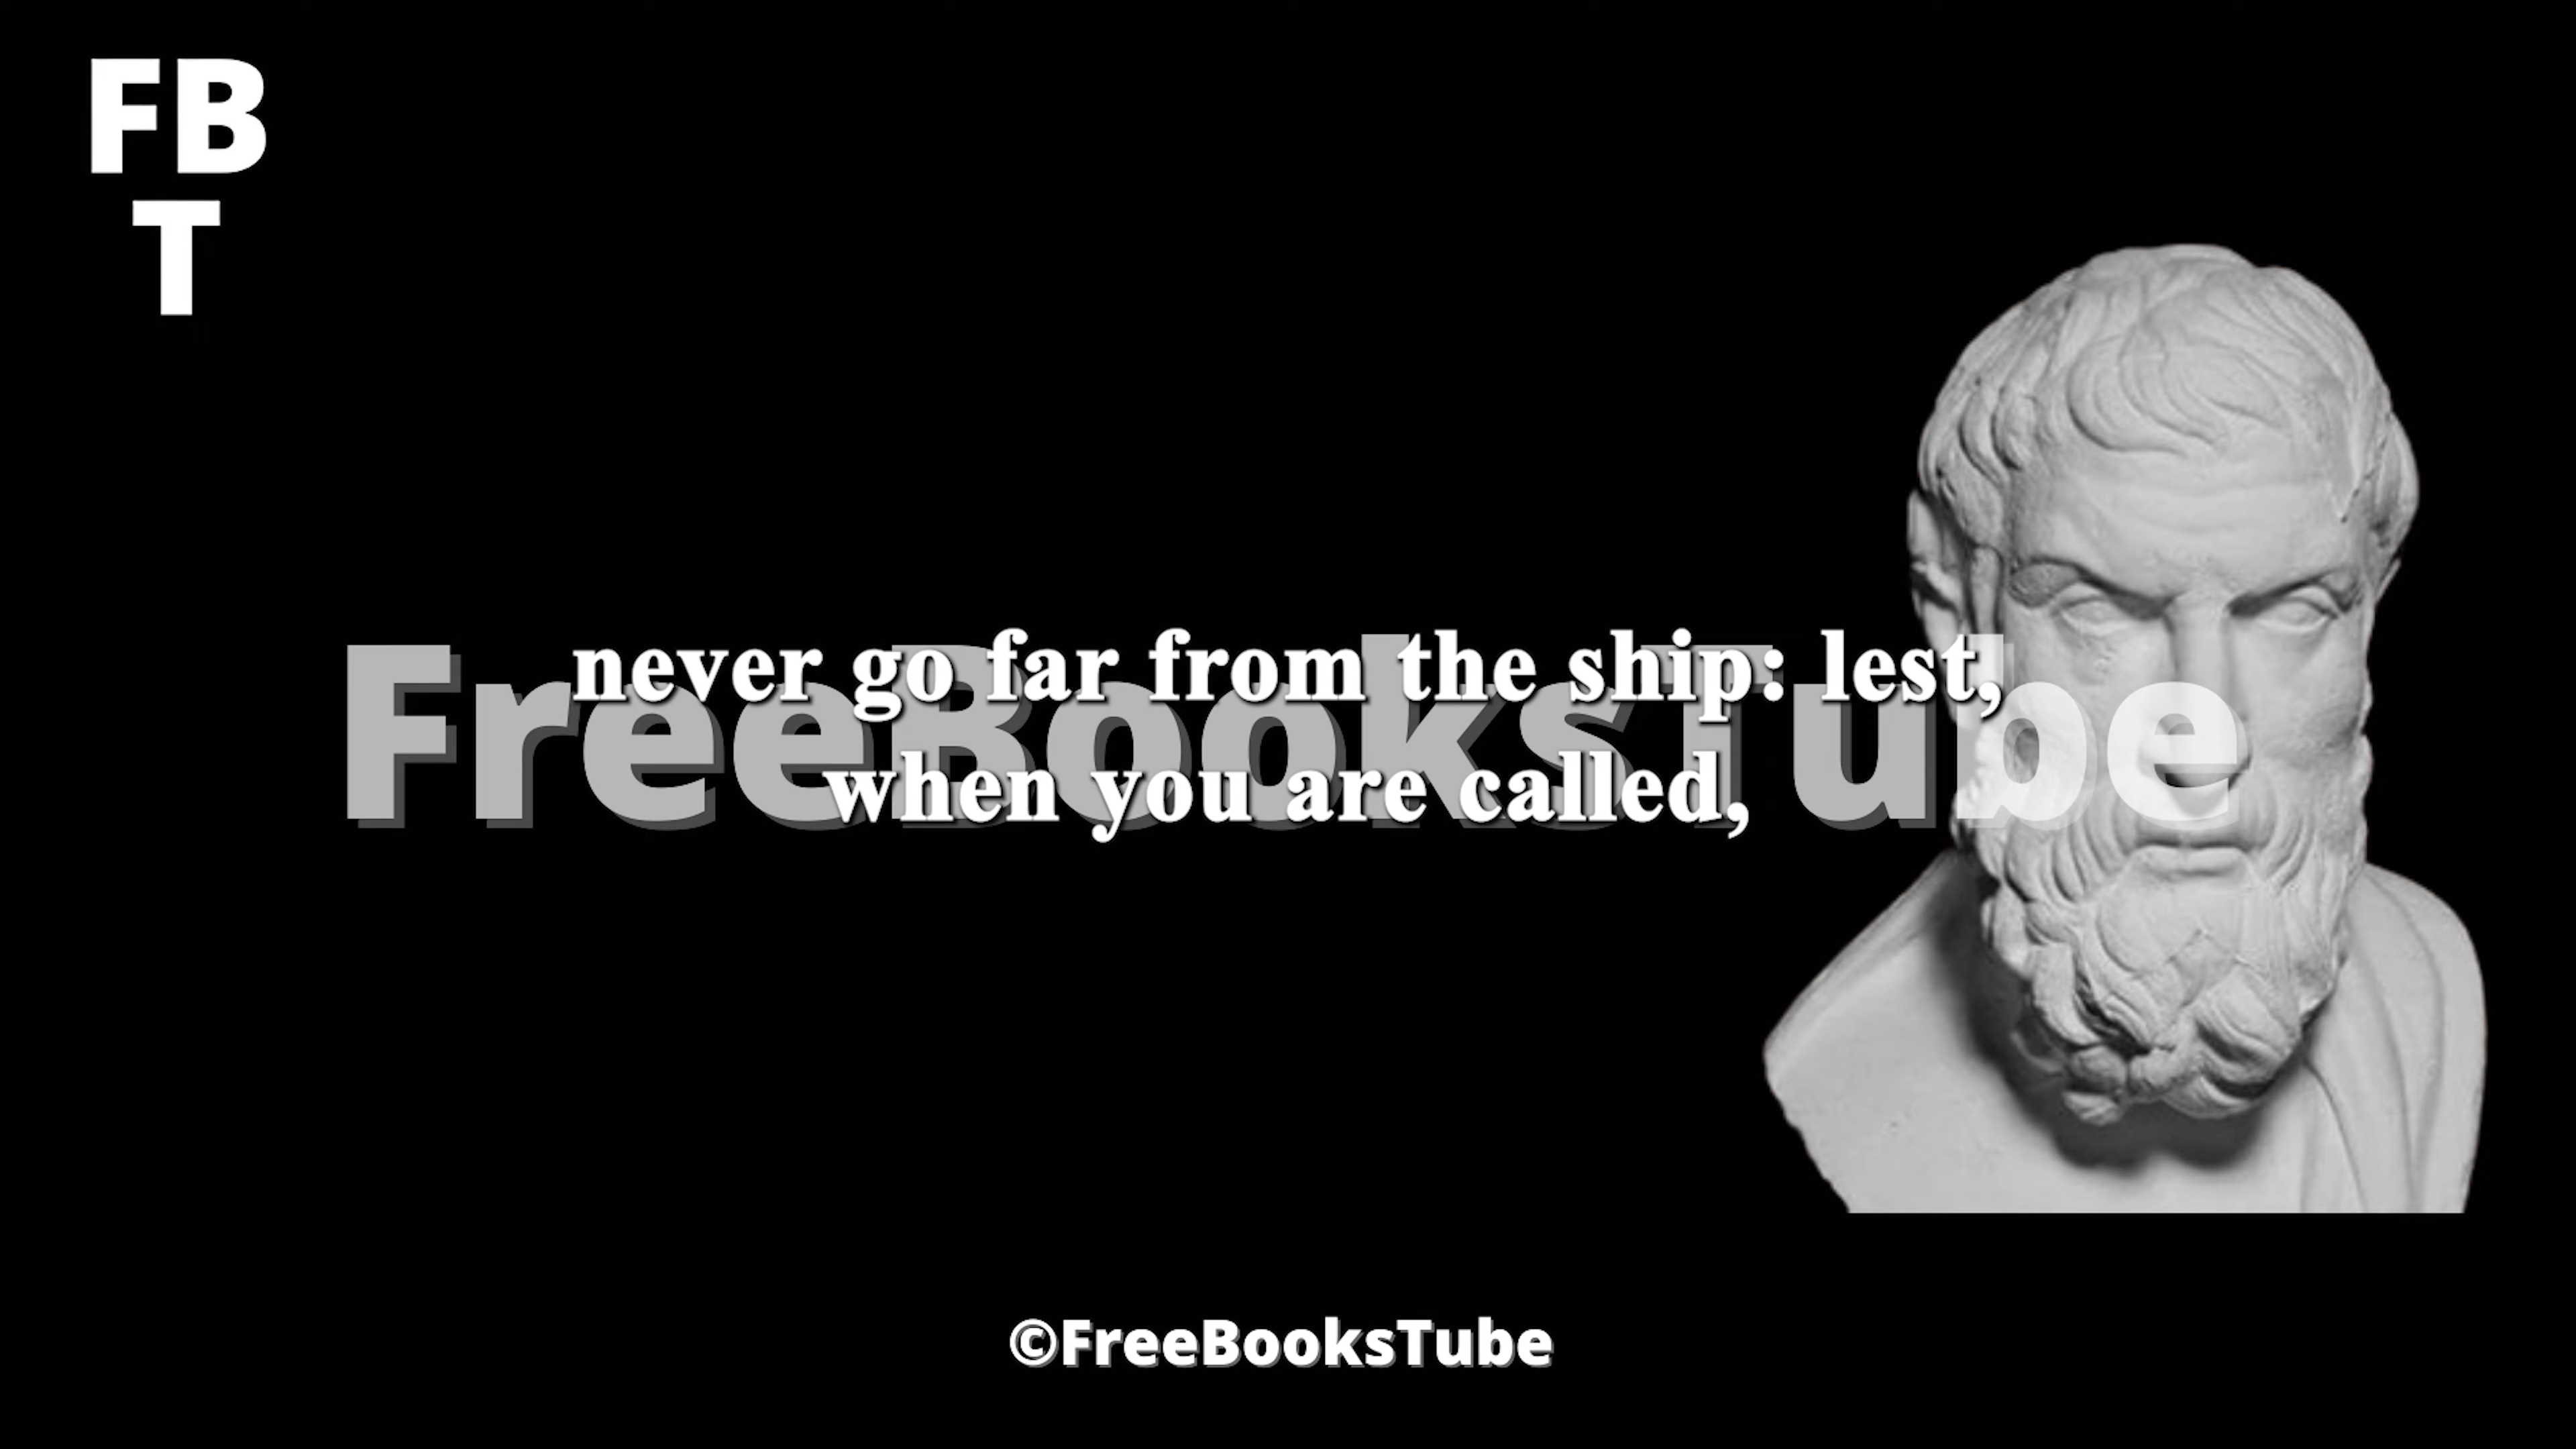 FB
T
never go far from the ship: lest,
FreeBooksTube
when you are called,
©FreeBooksTube